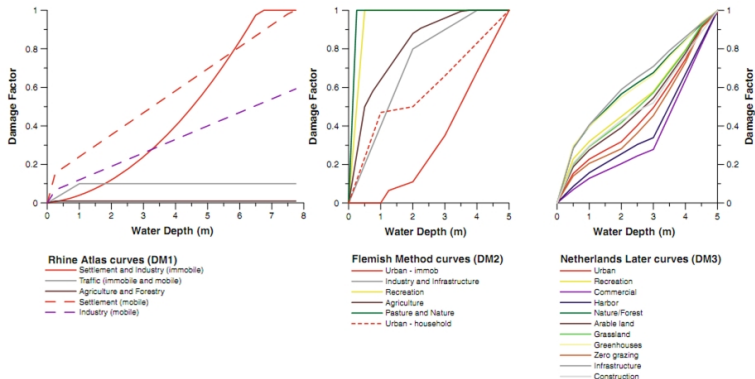 Damage Factor
1
0.8
0.6
0.4
0.2
0
0 1 2 3 4 5 6 7 8
Water Depth (m)
Rhine Atlas curves (DM1)
Settlement and Industry (immobile)
Traffic (immobile and mobile)
Agriculture and Forestry
Settlement (mobile)
Industry (mobile)
Damage Factor
1
0.8
0.6
0.4
0.2
0
0 1 2 3 4 5
Water Depth (m)
Flemish Method curves (DM2)
Urban - immob
Industry and Infrastructure
Recreation
Agriculture
Pasture and Nature
Urban - household
1
0.8
0.6
0.4
0.2
0
Damage Factor
0 1 2 3 4 5
Water Depth (m)
Netherlands Later curves (DM3)
Urban
Recreation
Commercial
Harbor
Nature/Forest
Arable land
Grassland
Greenhouses
Zero grazing
Infrastructure
Construction